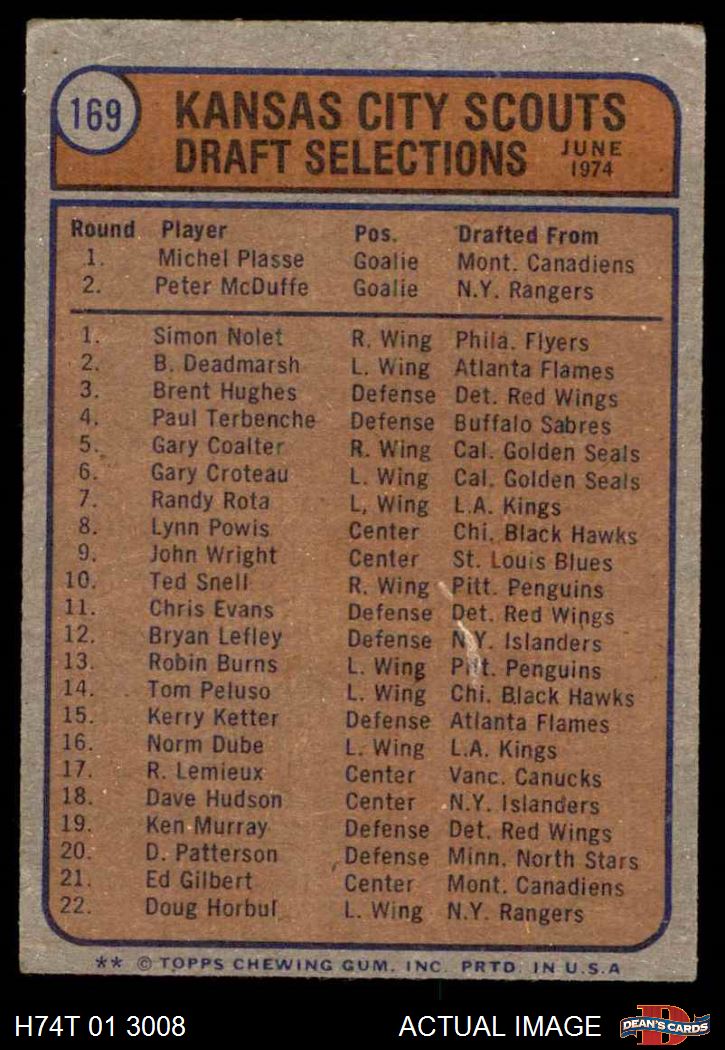 169
KANSAS CITY SCOUTS
DRAFT SELECTIONS JUNE 1974
Round Player Pos. Drafted From
1. Michel Plasse Goalie Mont. Canadiens
2. Peter McDuffe Goalie N.Y. Rangers
1. Simon Nolet R. Wing Phila. Flyers
2. B. Deadmarsh L. Wing Atlanta Flames
3. Brent Hughes Defense Det. Red Wings
4. Paul Terbenche Defense Buffalo Sabres
5. Gary Coalter R. Wing Cal. Golden Seals
6. Gary Croteau L. Wing Cal. Golden Seals
7. Randy Rota L, Wing L.A. Kings
8. Lynn Powis Center Chi. Black Hawks
9. John Wright Center St. Louis Blues
10. Ted Snell R. Wing Pitt. Penguins
11. Chris Evans Defense Det. Red Wings
12. Bryan Lefley Defense N.Y. Islanders
13. Robin Burns L. Wing Pitt. Penguins
14. Tom Peluso L. Wing Chi. Black Hawks
15. Kerry Ketter Defense Atlanta Flames
16. Norm Dube L. Wing L.A. Kings
17. R. Lemieux Center Vanc. Canucks
18. Dave Hudson Center N.Y. Islanders
19. Ken Murray Defense Det. Red Wings
20. D. Patterson Defense Minn. North Stars
21. Ed Gilbert Center Mont. Canadiens
22. Doug Horbul L. Wing N.Y. Rangers
** © TOPPS CHEWING GUM, INC. PRTD. IN U.S.A
H74T 01 3008 ACTUAL IMAGE DEAN'S CARDS